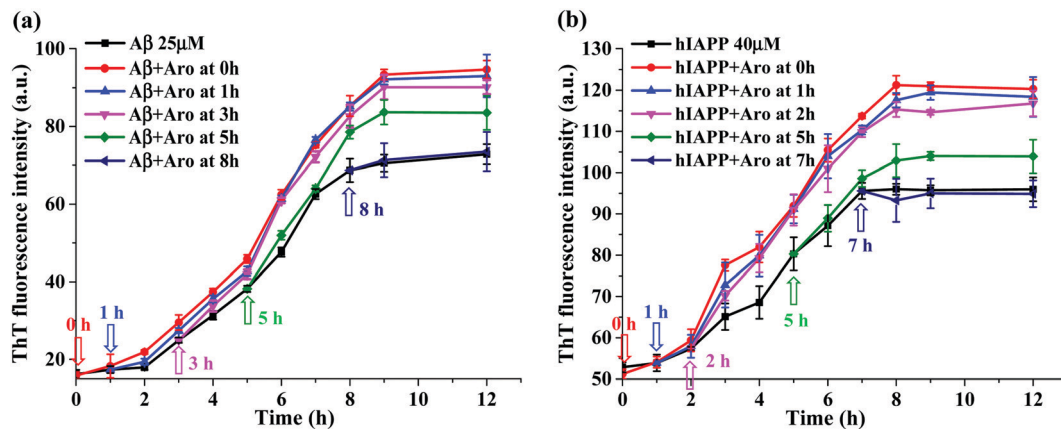 (a)
ThT fluorescence intensity (a.u.)
100
80
60
40
20
Aβ 25μM
Aβ+Aro at 0h
Aβ+Aro at 1h
Aβ+Aro at 3h
Aβ+Aro at 5h
Aβ+Aro at 8h
0 h
1 h
3 h
5 h
8 h
0 2 4 6 8 10 12
Time (h)
(b)
ThT fluorescence intensity (a.u.)
130
120
110
100
90
80
70
60
50
hIAPP 40μM
hIAPP+Aro at 0h
hIAPP+Aro at 1h
hIAPP+Aro at 2h
hIAPP+Aro at 5h
hIAPP+Aro at 7h
0 h
1 h
2 h
5 h
7 h
0 2 4 6 8 10 12
Time (h)